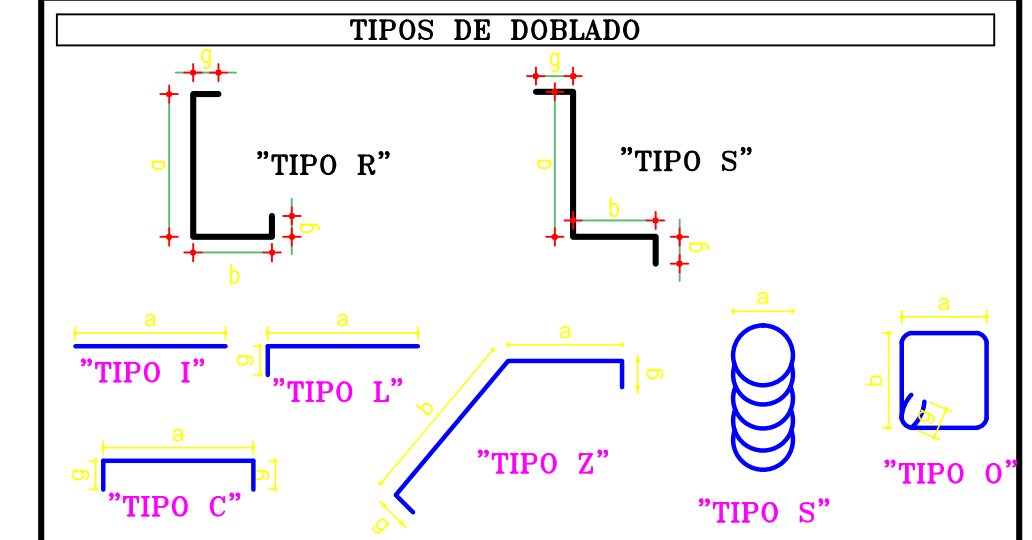 TIPOS DE DOBLADO
g
g
a
"TIPO R"
a
"TIPO S"
g
b
b
g
a
a
a
a
a
"TIPO I"
g
"TIPO L"
b
g
b
g
a
"TIPO Z"
"TIPO O"
g
g
"TIPO C"
g
"TIPO S"